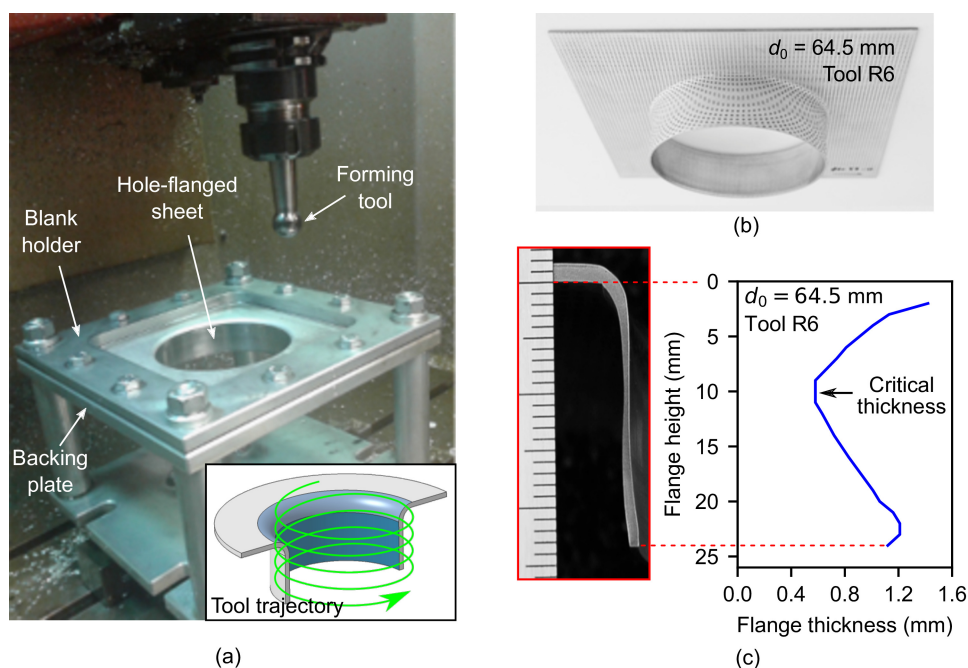 Blank
holder
Hole-flanged
sheet
Forming
tool
Backing
plate
Tool trajectory
(a)
d₀ = 64.5 mm
Tool R6
(b)
d₀ = 64.5 mm
Tool R6
Critical
thickness
Flange height (mm)
0
5
10
15
20
25
0.0 0.4 0.8 1.2 1.6
Flange thickness (mm)
(c)